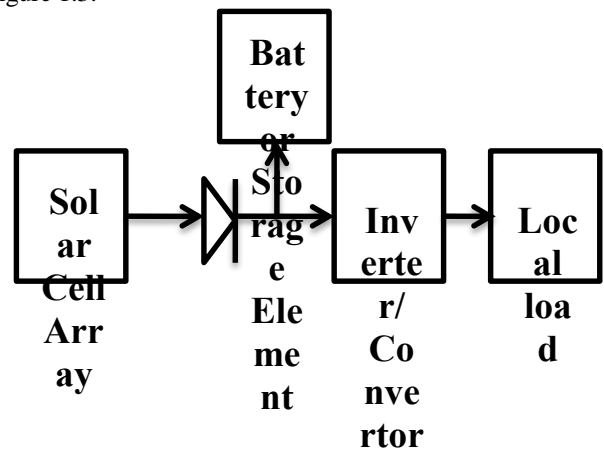 Bat
tery
or
Sto
rag
e
Ele
me
nt
Sol
ar
Cell
Arr
ay
Inv
erte
r/
Co
nve
rtor
Loc
al
loa
d